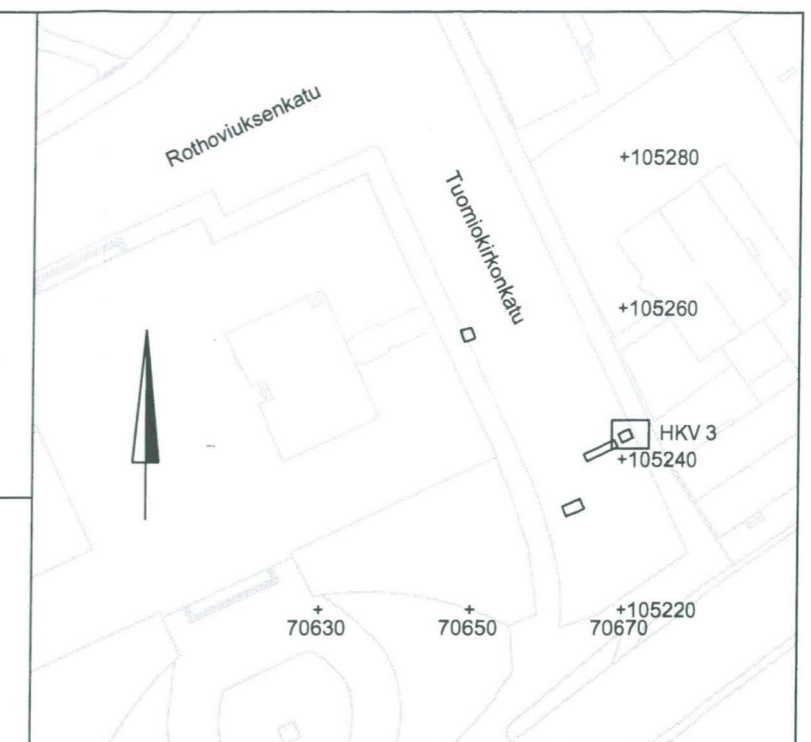 Rothoviuksenkatu
Tuomiokirkonkatu
+105280
+105260
HKV 3
+105240
+105220
+ +
70630 70650 70670